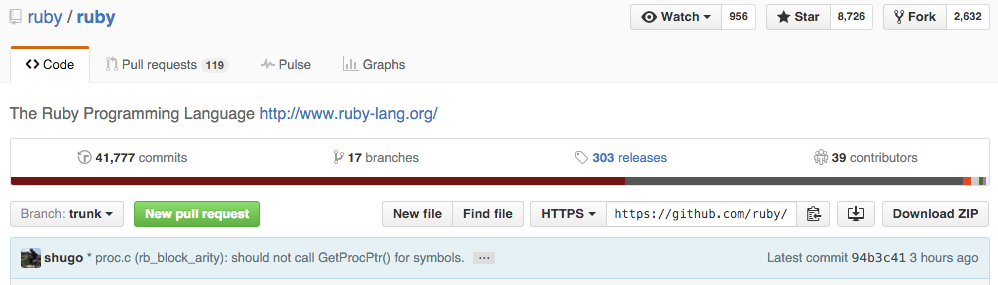 ruby / ruby Watch 956 Star 8,726 Fork 2,632
Code Pull requests 119 Pulse Graphs
The Ruby Programming Language http://www.ruby-lang.org/
41,777 commits 17 branches 303 releases 39 contributors
Branch: trunk New pull request New file Find file HTTPS https://github.com/ruby/ Download ZIP
shugo * proc.c (rb_block_arity): should not call GetProcPtr() for symbols. ... Latest commit 94b3c41 3 hours ago